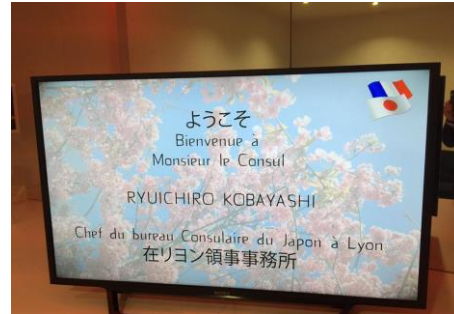 ようこそ
Bienvenue à
Monsieur le Consul
RYUICHIRO KOBAYASHI
Chef du bureau Consulaire du Japon à Lyon
在リヨン領事事務所